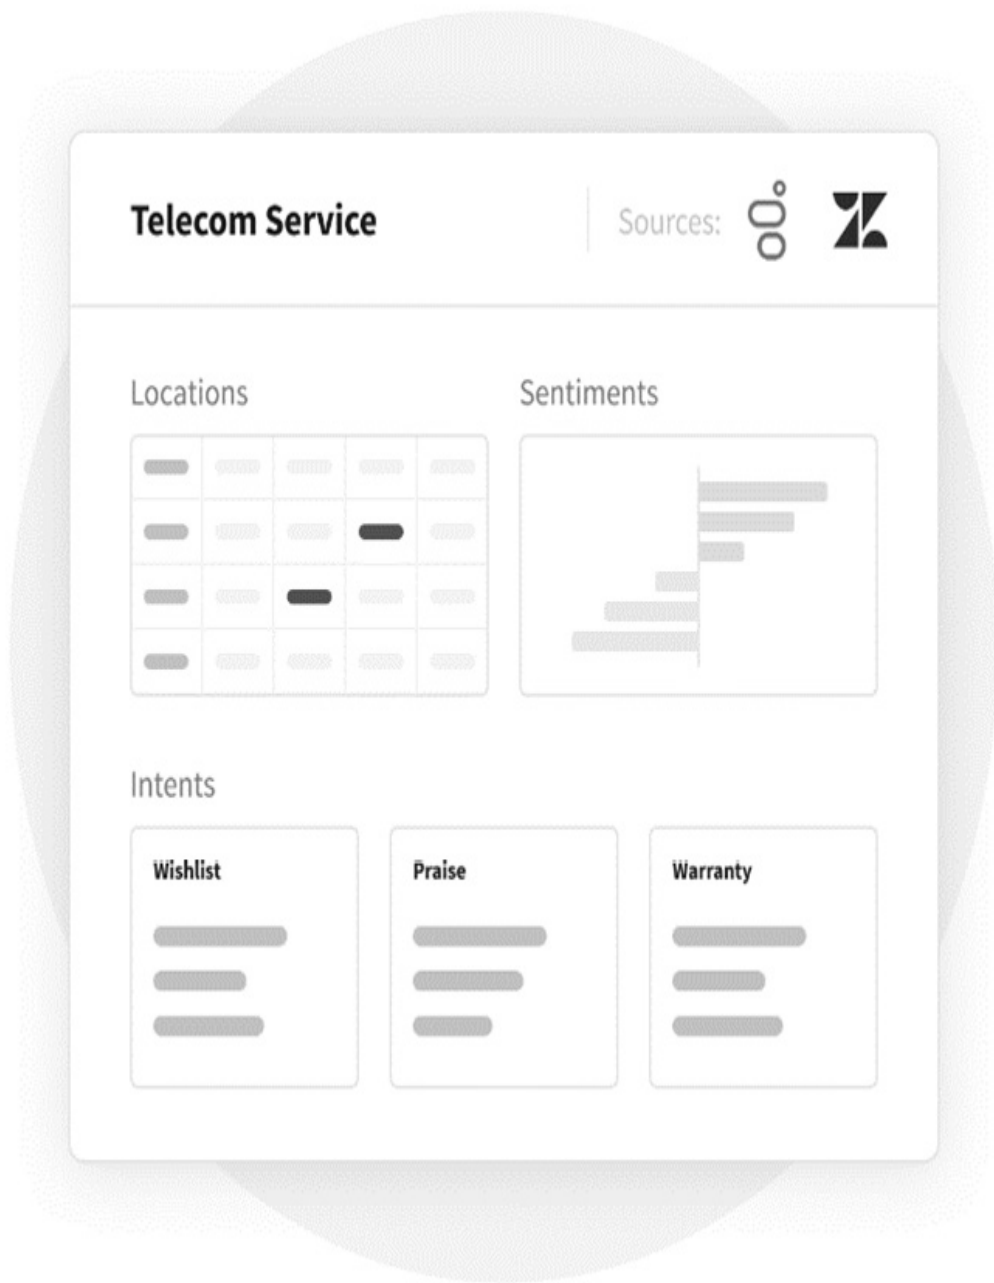 Telecom Service
Sources:
Locations
Sentiments
Intents
Wishlist
Praise
Warranty